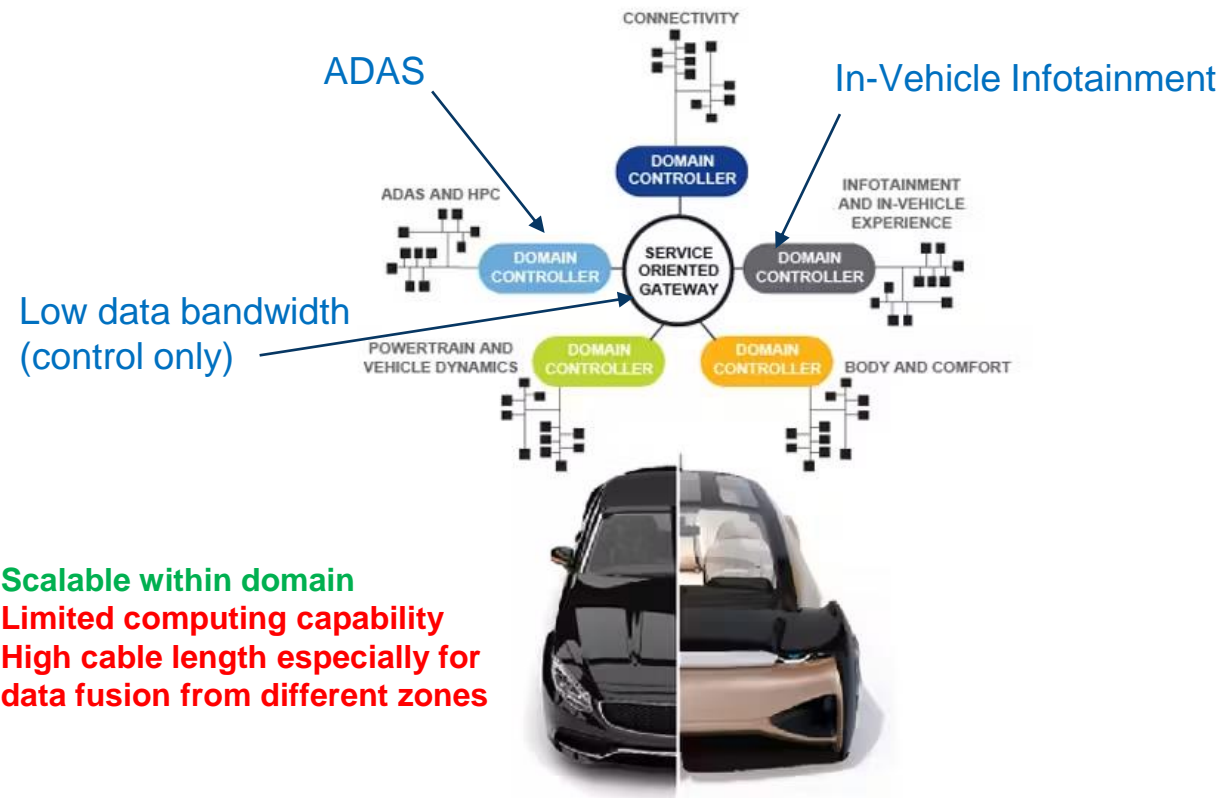 CONNECTIVITY
ADAS
In-Vehicle Infotainment
DOMAIN
CONTROLLER
ADAS AND HPC
INFOTAINMENT
AND IN-VEHICLE
EXPERIENCE
DOMAIN
CONTROLLER
SERVICE
ORIENTED
GATEWAY
DOMAIN
CONTROLLER
Low data bandwidth
(control only)
POWERTRAIN AND
VEHICLE DYNAMICS
DOMAIN
CONTROLLER
DOMAIN
CONTROLLER
BODY AND COMFORT
Scalable within domain
Limited computing capability
High cable length especially for
data fusion from different zones